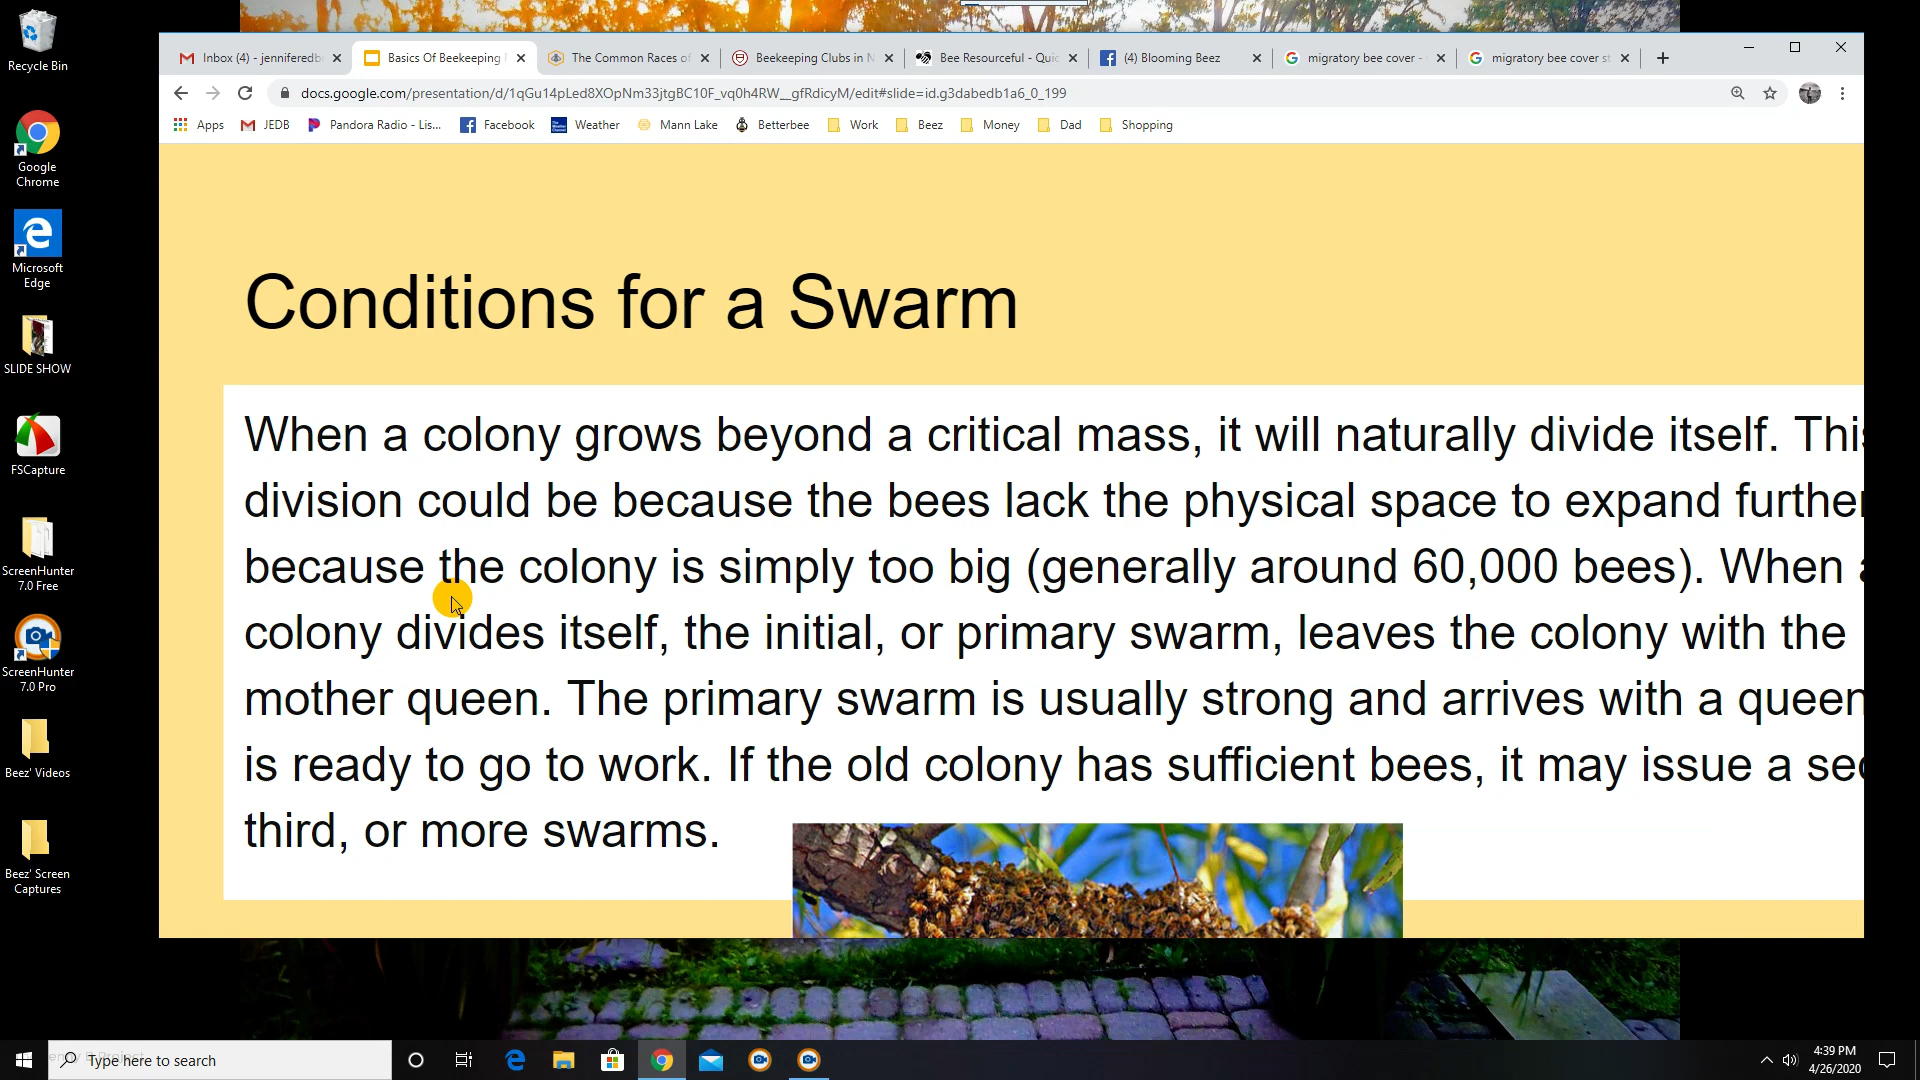 Recycle Bin
Google
Chrome
Microsoft
Edge
SLIDE SHOW
FSCapture
ScreenHunter
7.0 Free
ScreenHunter
7.0 Pro
Beez' Videos
Beez' Screen
Captures
Inbox (4) - jenniferedb
Basics Of Beekeeping
The Common Races of
Beekeeping Clubs in N
Bee Resourceful - Quic
(4) Blooming Beez
migratory bee cover -
migratory bee cover st
docs.google.com/presentation/d/1qGu14pLed8XOpNm33jtgBC10F_vq0h4RW__gfRdicyM/edit#slide=id.g3dabedb1a6_0_199
Apps JEDB Pandora Radio - Lis... Facebook Weather Mann Lake Betterbee Work Beez Money Dad Shopping
Conditions for a Swarm
When a colony grows beyond a critical mass, it will naturally divide itself. This
division could be because the bees lack the physical space to expand further
because the colony is simply too big (generally around 60,000 bees). When a
colony divides itself, the initial, or primary swarm, leaves the colony with the
mother queen. The primary swarm is usually strong and arrives with a queen
is ready to go to work. If the old colony has sufficient bees, it may issue a sec
third, or more swarms.
Type here to search
4:39 PM
4/26/2020